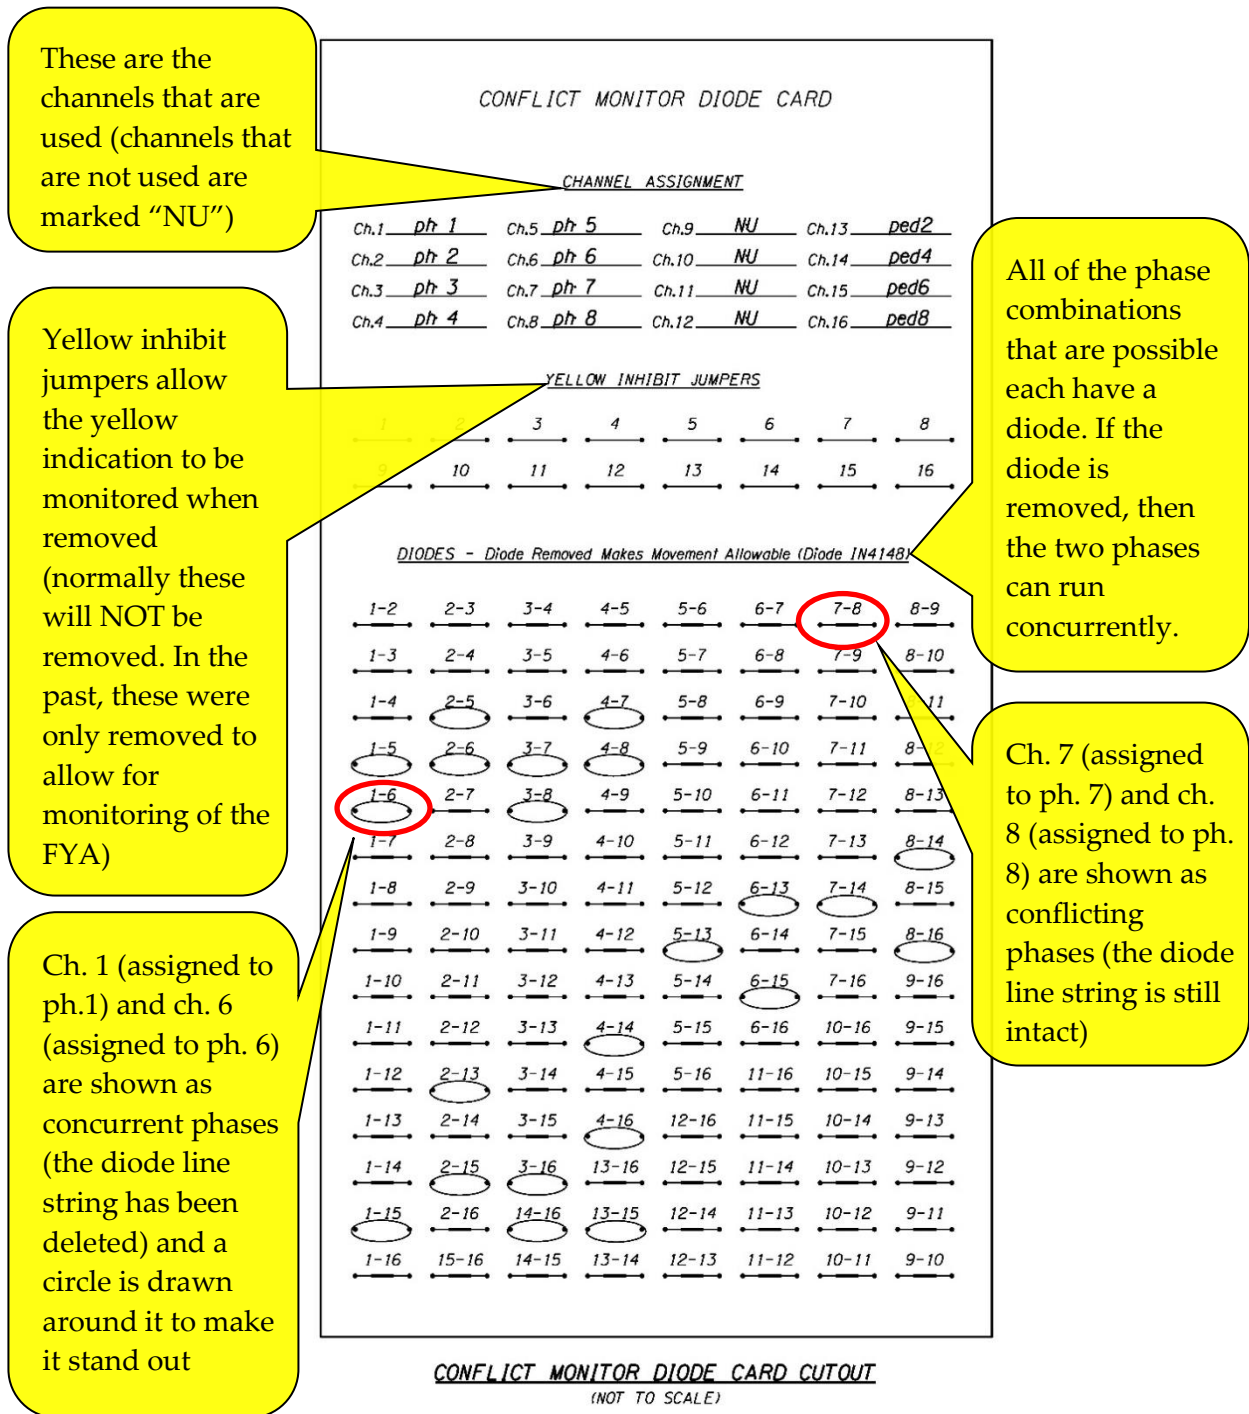 These are the
channels that are
used (channels that
are not used are
marked “NU”)
Yellow inhibit
jumpers allow
the yellow
indication to be
monitored when
removed
(normally these
will NOT be
removed. In the
past, these were
only removed to
allow for
monitoring of the
FYA)
Ch. 1 (assigned to
ph.1) and ch. 6
(assigned to ph. 6)
are shown as
concurrent phases
(the diode line
string has been
deleted) and a
circle is drawn
around it to make
it stand out
CONFLICT MONITOR DIODE CARD
CHANNEL ASSIGNMENT
Ch.1 ph 1 Ch.5 ph 5 Ch.9 NU Ch.13 ped2
Ch.2 ph 2 Ch.6 ph 6 Ch.10 NU Ch.14 ped4
Ch.3 ph 3 Ch.7 ph 7 Ch.11 NU Ch.15 ped6
Ch.4 ph 4 Ch.8 ph 8 Ch.12 NU Ch.16 ped8
YELLOW INHIBIT JUMPERS
1 2 3 4 5 6 7 8
9 10 11 12 13 14 15 16
DIODES - Diode Removed Makes Movement Allowable (Diode IN4148)
1-2 2-3 3-4 4-5 5-6 6-7 7-8 8-9
1-3 2-4 3-5 4-6 5-7 6-8 7-9 8-10
1-4 2-5 3-6 4-7 5-8 6-9 7-10 8-11
1-5 2-6 3-7 4-8 5-9 6-10 7-11 8-12
1-6 2-7 3-8 4-9 5-10 6-11 7-12 8-13
1-7 2-8 3-9 4-10 5-11 6-12 7-13 8-14
1-8 2-9 3-10 4-11 5-12 6-13 7-14 8-15
1-9 2-10 3-11 4-12 5-13 6-14 7-15 8-16
1-10 2-11 3-12 4-13 5-14 6-15 7-16 9-16
1-11 2-12 3-13 4-14 5-15 6-16 10-16 9-15
1-12 2-13 3-14 4-15 5-16 11-16 10-15 9-14
1-13 2-14 3-15 4-16 12-16 11-15 10-14 9-13
1-14 2-15 3-16 13-16 12-15 11-14 10-13 9-12
1-15 2-16 14-16 13-15 12-14 11-13 10-12 9-11
1-16 15-16 14-15 13-14 12-13 11-12 10-11 9-10
CONFLICT MONITOR DIODE CARD CUTOUT
(NOT TO SCALE)
All of the phase
combinations
that are possible
each have a
diode. If the
diode is
removed, then
the two phases
can run
concurrently.
Ch. 7 (assigned
to ph. 7) and ch.
8 (assigned to ph.
8) are shown as
conflicting
phases (the diode
line string is still
intact)